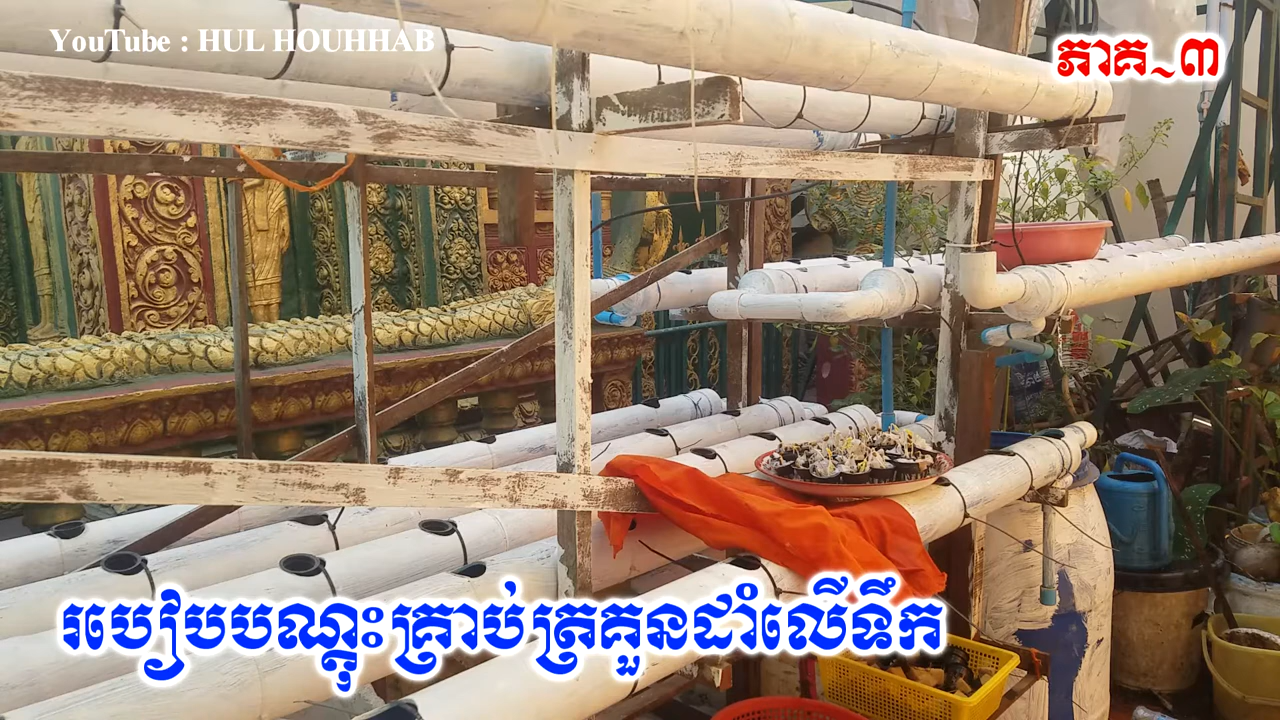 YouTube : HUL HOUHHAB
ភាគ~៣
របៀបបណ្តុះគ្រាប់ត្រកួនដាំលើទឹក